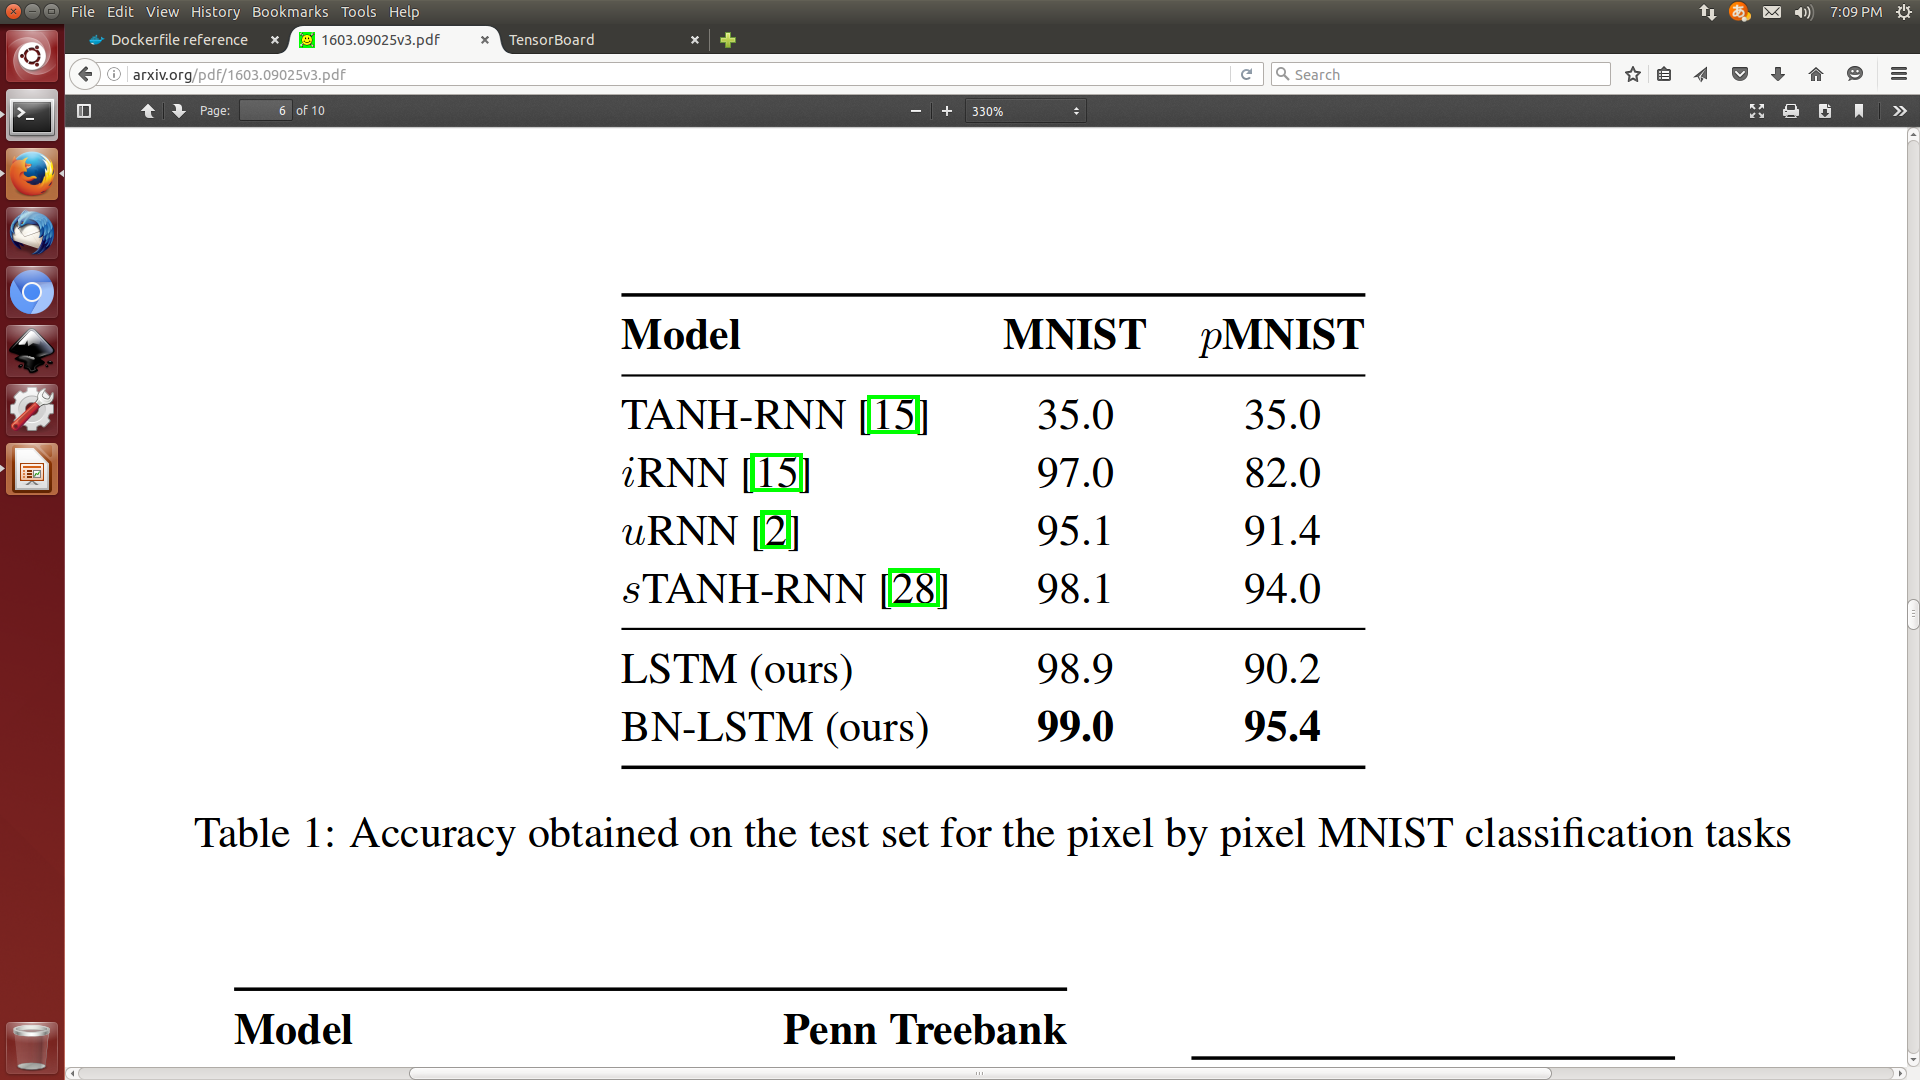 File Edit View History Bookmarks Tools Help
7:09 PM
Dockerfile reference
1603.09025v3.pdf
TensorBoard
arxiv.org/pdf/1603.09025v3.pdf
Search
Page: 6 of 10
330%
Model MNIST pMNIST
TANH-RNN [15] 35.0 35.0
iRNN [15] 97.0 82.0
uRNN [2] 95.1 91.4
sTANH-RNN [28] 98.1 94.0
LSTM (ours) 98.9 90.2
BN-LSTM (ours) 99.0 95.4
Table 1: Accuracy obtained on the test set for the pixel by pixel MNIST classification tasks
Model Penn Treebank